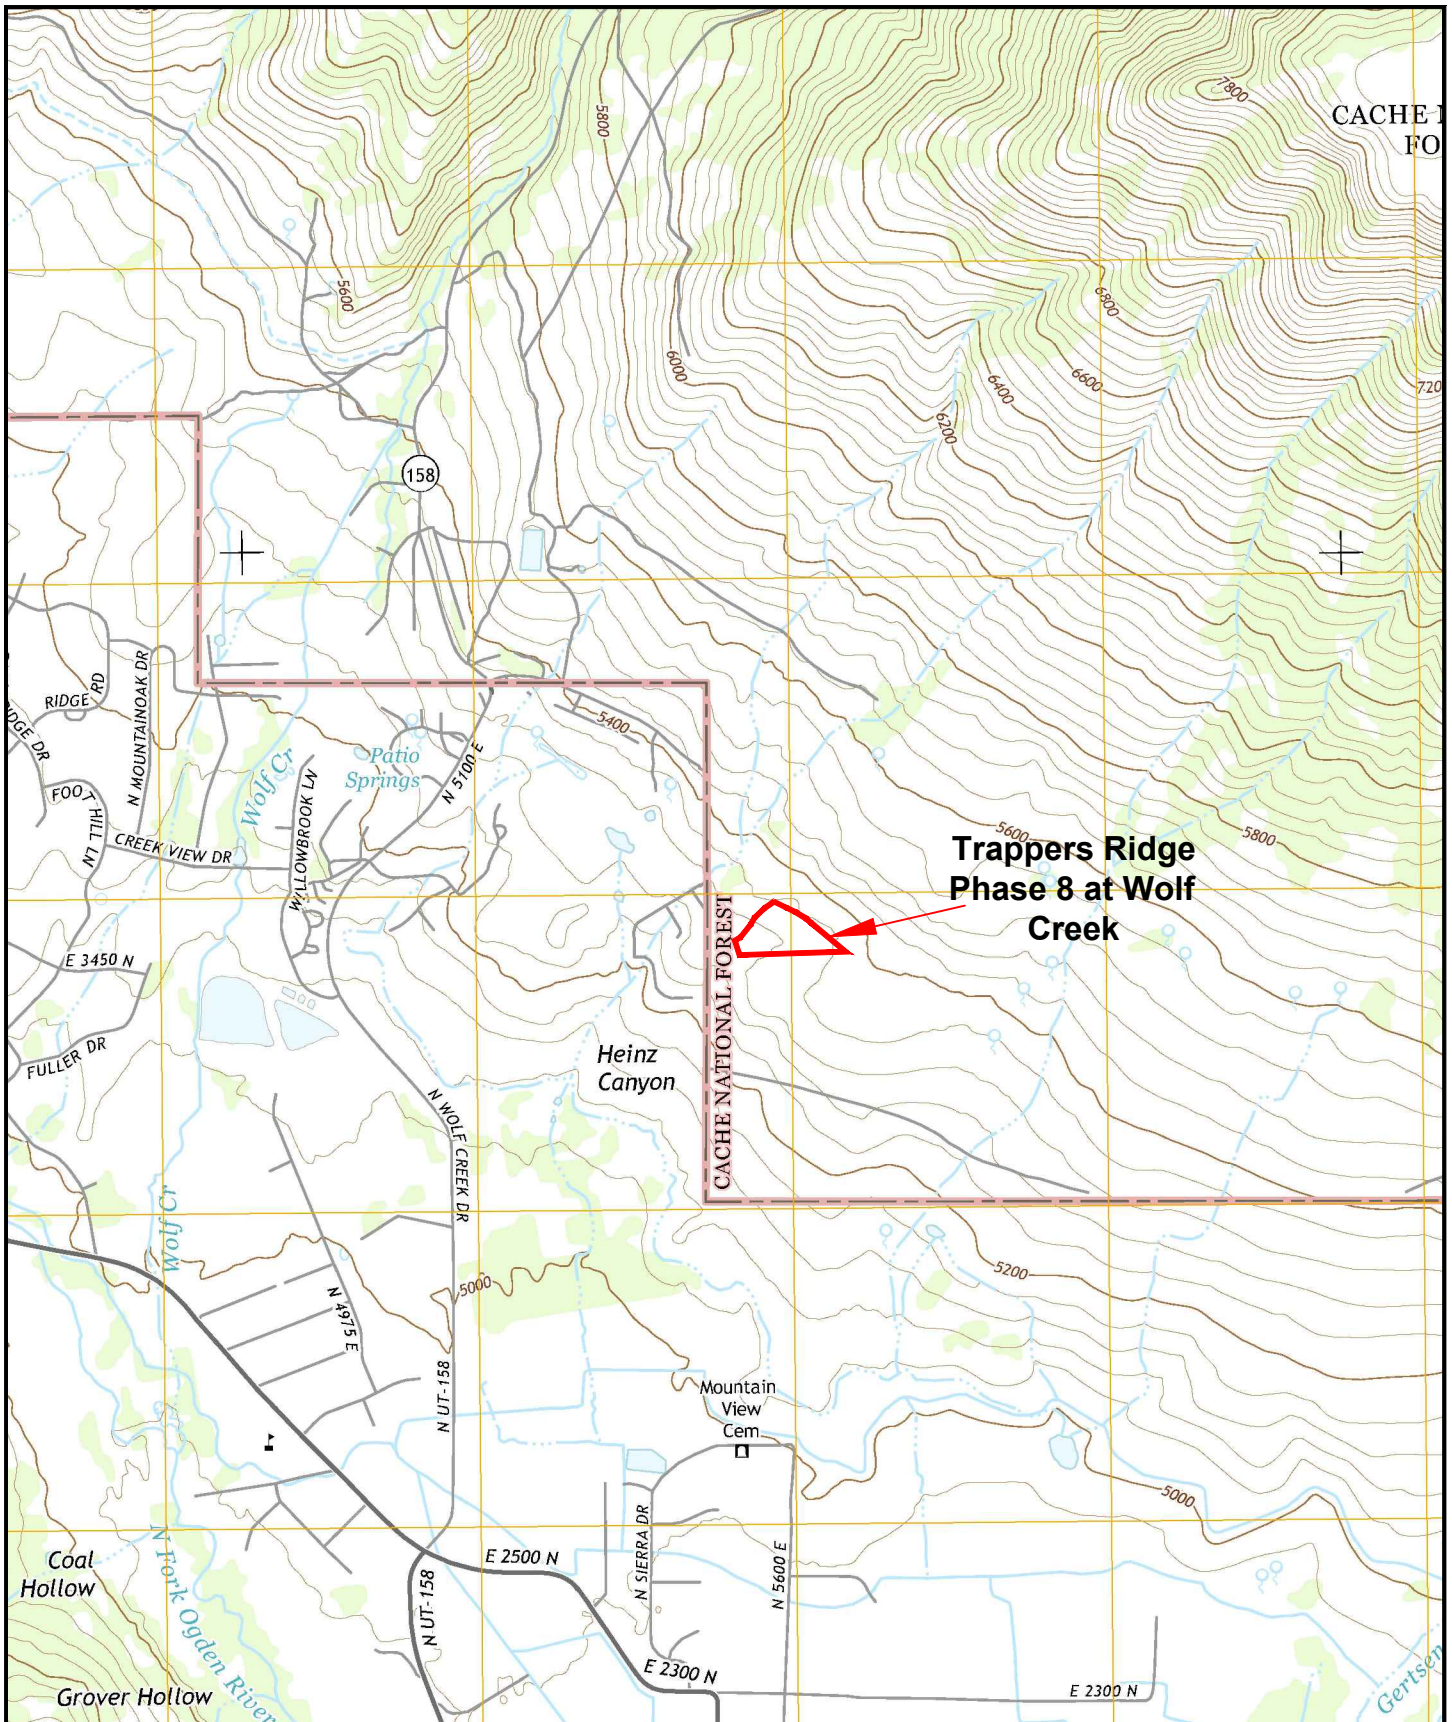 7800
CACHE
FO
5800
5600
6800
6000
6600
6400
720
6200
158
RIDGE RD
N MOUNTAINOAK DR
RIDGE DR
5400
Patio
Springs
N 5100 E
Wolf Cr
WILLOWBROOK LN
FOOT HILL LN
CREEK VIEW DR
5600
5800
Trappers Ridge
Phase 8 at Wolf
Creek
CACHE NATIONAL FOREST
E 3450 N
FULLER DR
Heinz
Canyon
N WOLF CREEK DR
Wolf Cr
5000
5200
N 4975 E
N UT-158
Mountain
View
Cem
5000
N SIERRA DR
N 5600 E
E 2500 N
Coal
Hollow
N Fork Ogden River
N UT-158
E 2300 N
E 2300 N
Grover Hollow
Gertsen